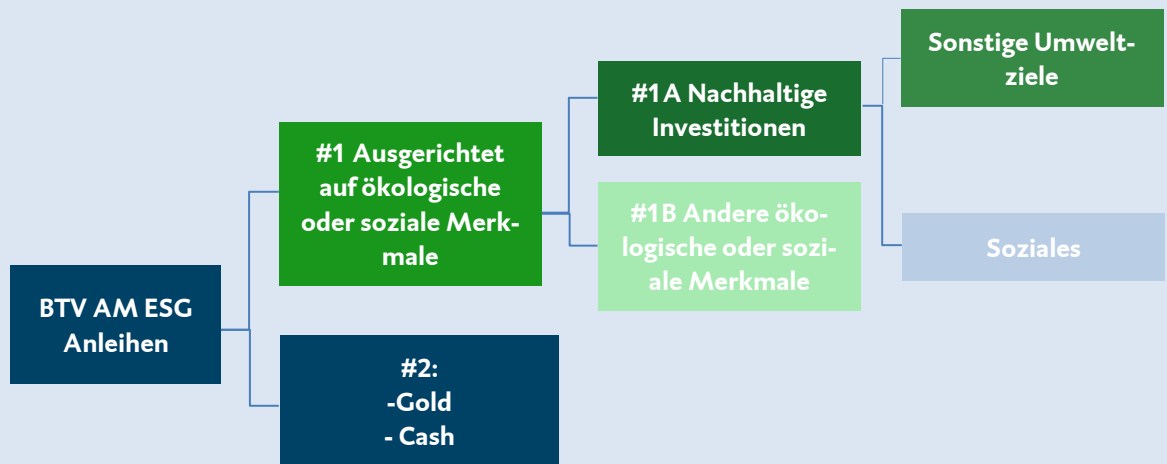 BTV AM ESG
Anleihen
#1 Ausgerichtet
auf ökologische
oder soziale Merk-
male
#2:
-Gold
- Cash
#1A Nachhaltige
Investitionen
#1B Andere öko-
logische oder sozi-
ale Merkmale
Sonstige Umwelt-
ziele
Soziales